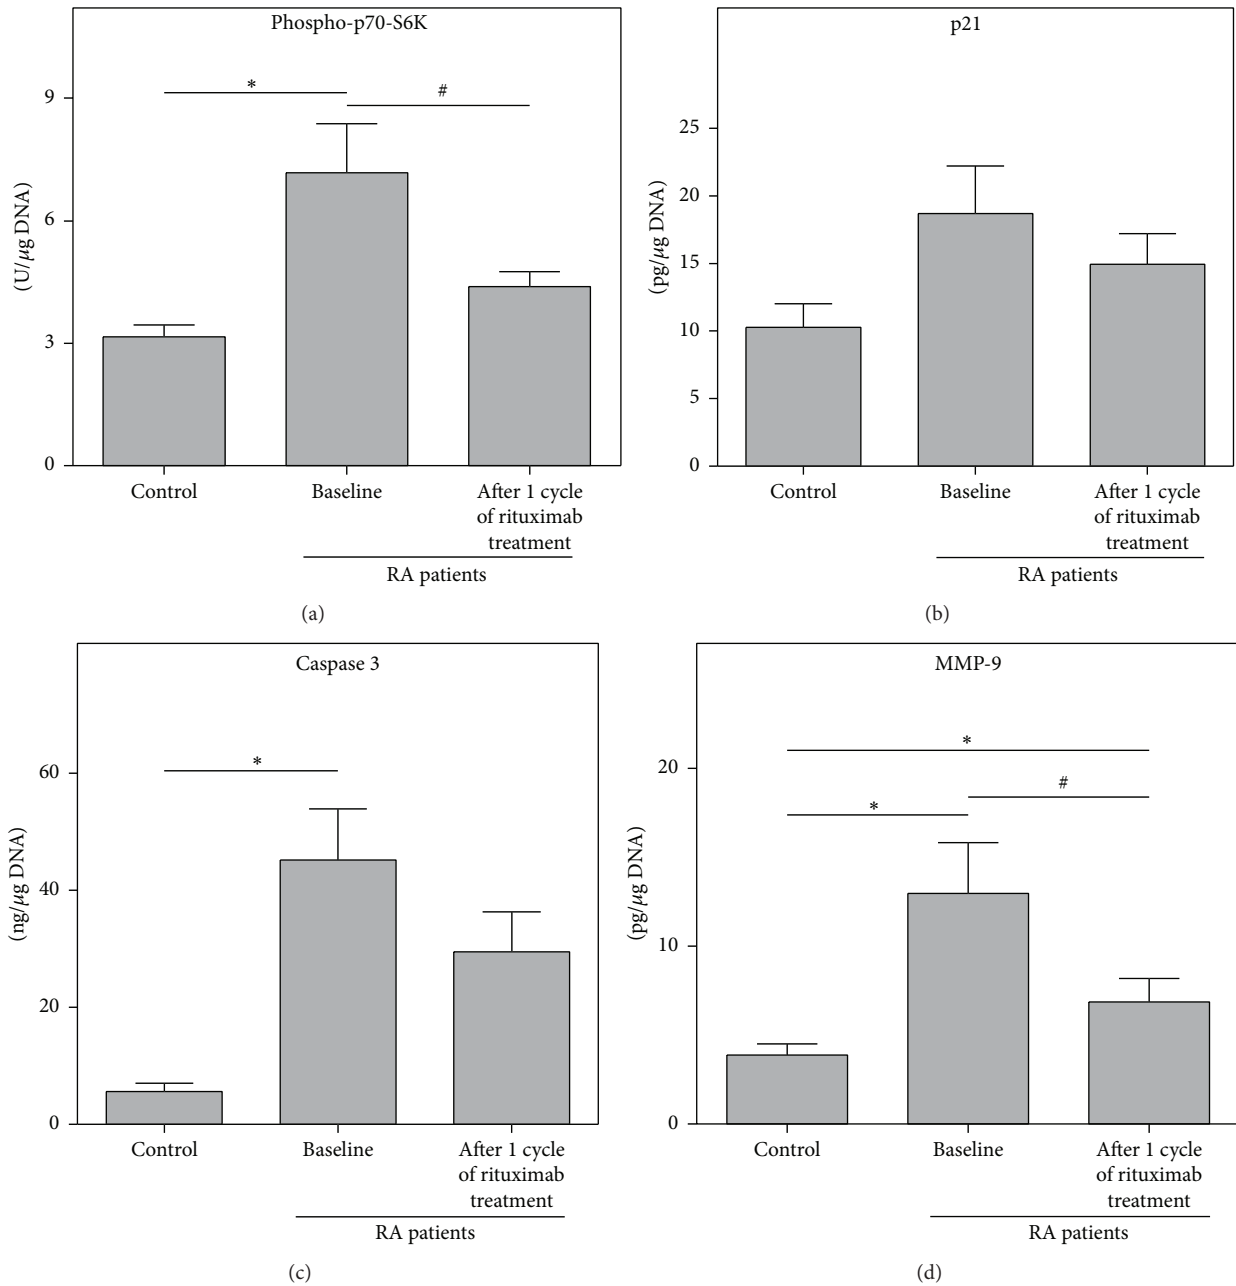 Phospho-p70-S6K
*
#
9
6
3
0
(U/μg DNA)
Control
Baseline
After 1 cycle
of rituximab
treatment
RA patients
(a)
p21
25
20
15
10
5
0
(pg/μg DNA)
Control
Baseline
After 1 cycle
of rituximab
treatment
RA patients
(b)
Caspase 3
*
60
40
20
0
(ng/μg DNA)
Control
Baseline
After 1 cycle
of rituximab
treatment
RA patients
(c)
MMP-9
*
#
*
20
10
0
(pg/μg DNA)
Control
Baseline
After 1 cycle
of rituximab
treatment
RA patients
(d)